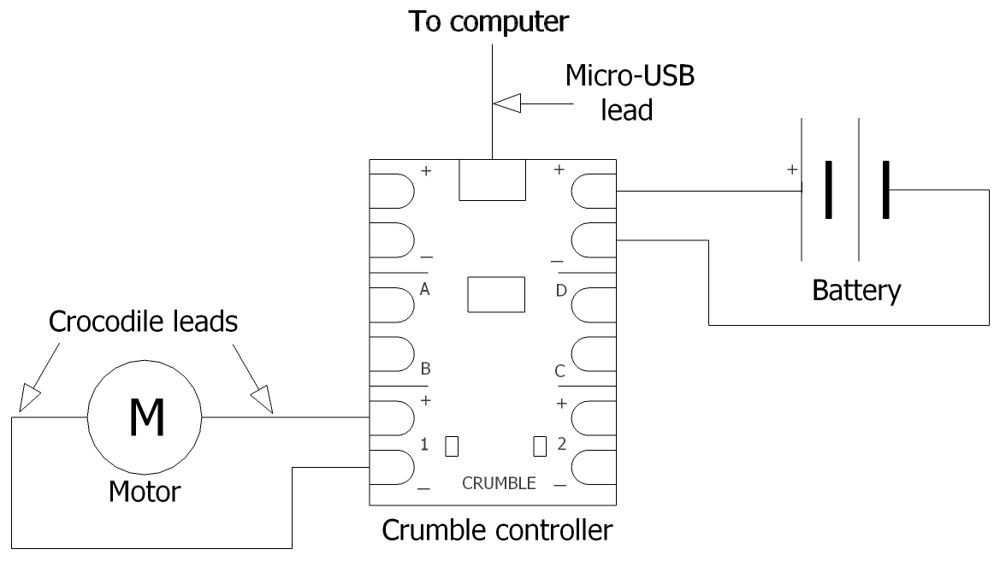 To computer
Micro-USB
lead
+ +
+
− −
Battery
A D
Crocodile leads
B C
+ +
M
1 2
CRUMBLE
− −
Motor
Crumble controller